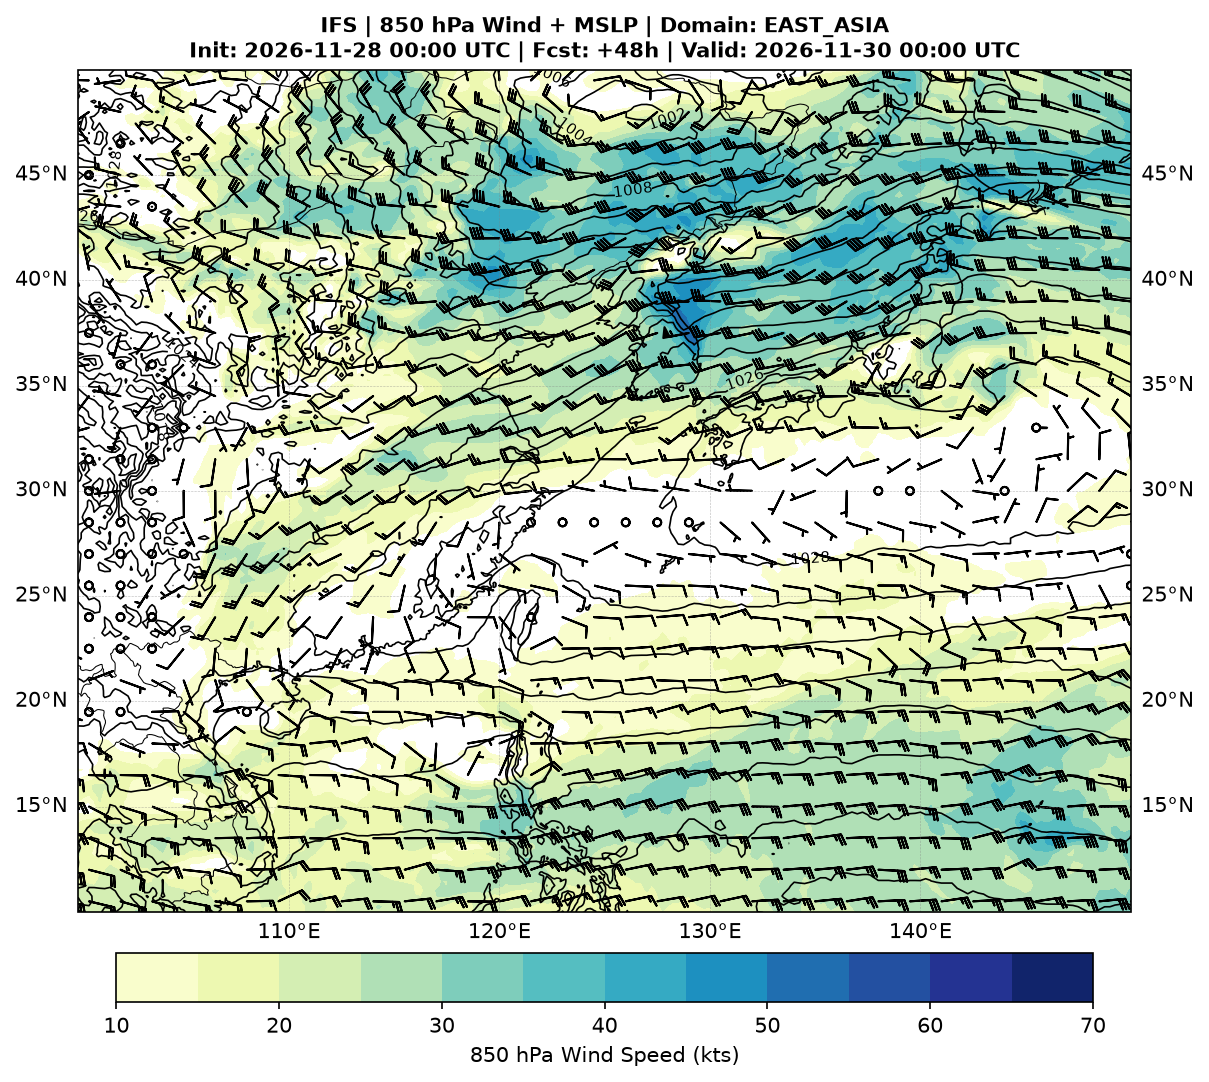 IFS | 850 hPa Wind + MSLP | Domain: EAST_ASIA
Init: 2026-11-28 00:00 UTC | Fcst: +48h | Valid: 2026-11-30 00:00 UTC
1004
1008
1026
1028
45°N 45°N
40°N 40°N
35°N 35°N
30°N 30°N
25°N 25°N
20°N 20°N
15°N 15°N
110°E 120°E 130°E 140°E
10 20 30 40 50 60 70
850 hPa Wind Speed (kts)